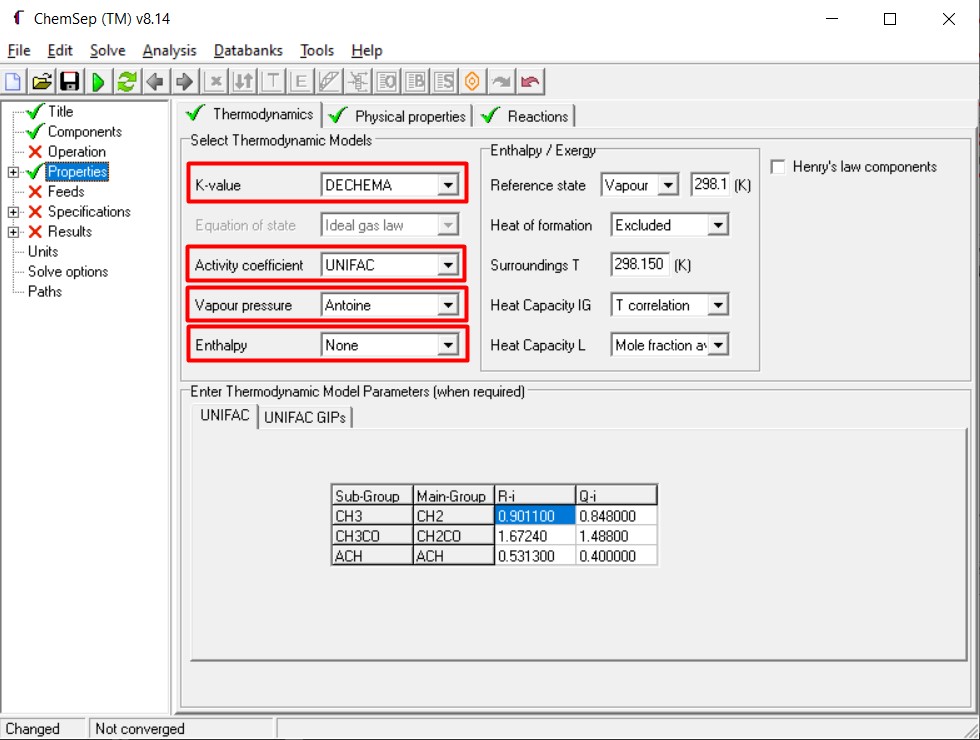 ChemSep (TM) v8.14
File Edit Solve Analysis Databanks Tools Help
Title
Components
Operation
Properties
Feeds
Specifications
Results
Units
Solve options
Paths
Thermodynamics Physical properties Reactions
Select Thermodynamic Models
K-value DECHEMA
Equation of state Ideal gas law
Activity coefficient UNIFAC
Vapour pressure Antoine
Enthalpy None
Enthalpy / Exergy
Reference state Vapour 298.1 (K)
Heat of formation Excluded
Surroundings T 298.150 (K)
Heat Capacity IG T correlation
Heat Capacity L Mole fraction av
Henry's law components
Enter Thermodynamic Model Parameters (when required)
UNIFAC UNIFAC GIPs
Sub-Group Main-Group R-i Q-i
CH3 CH2 0.901100 0.848000
CH3CO CH2CO 1.67240 1.48800
ACH ACH 0.531300 0.400000
Changed Not converged